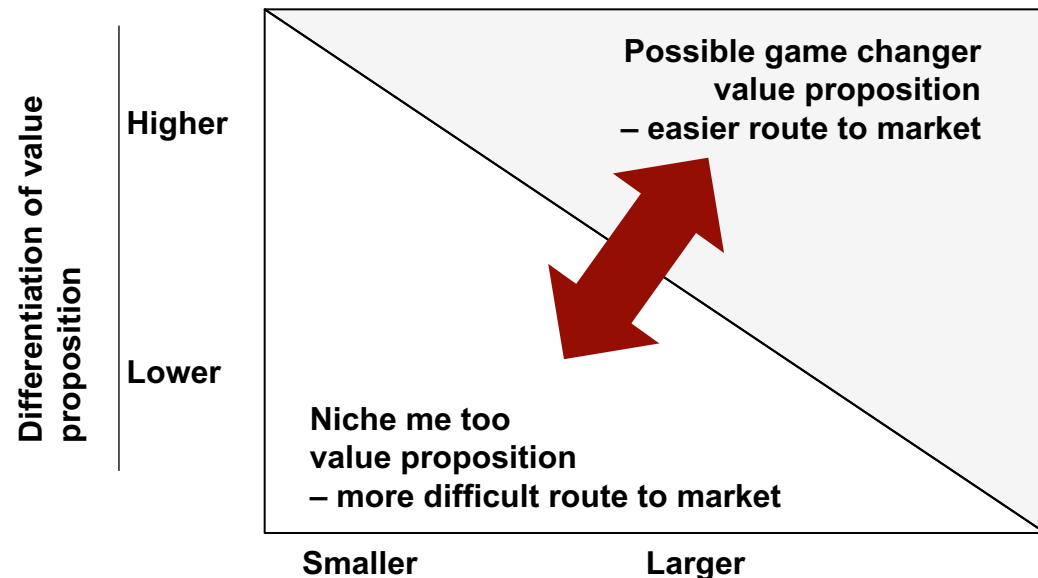 Differentiation of value
proposition
Higher
Lower
Possible game changer
value proposition
– easier route to market
Niche me too
value proposition
– more difficult route to market
Smaller
Larger